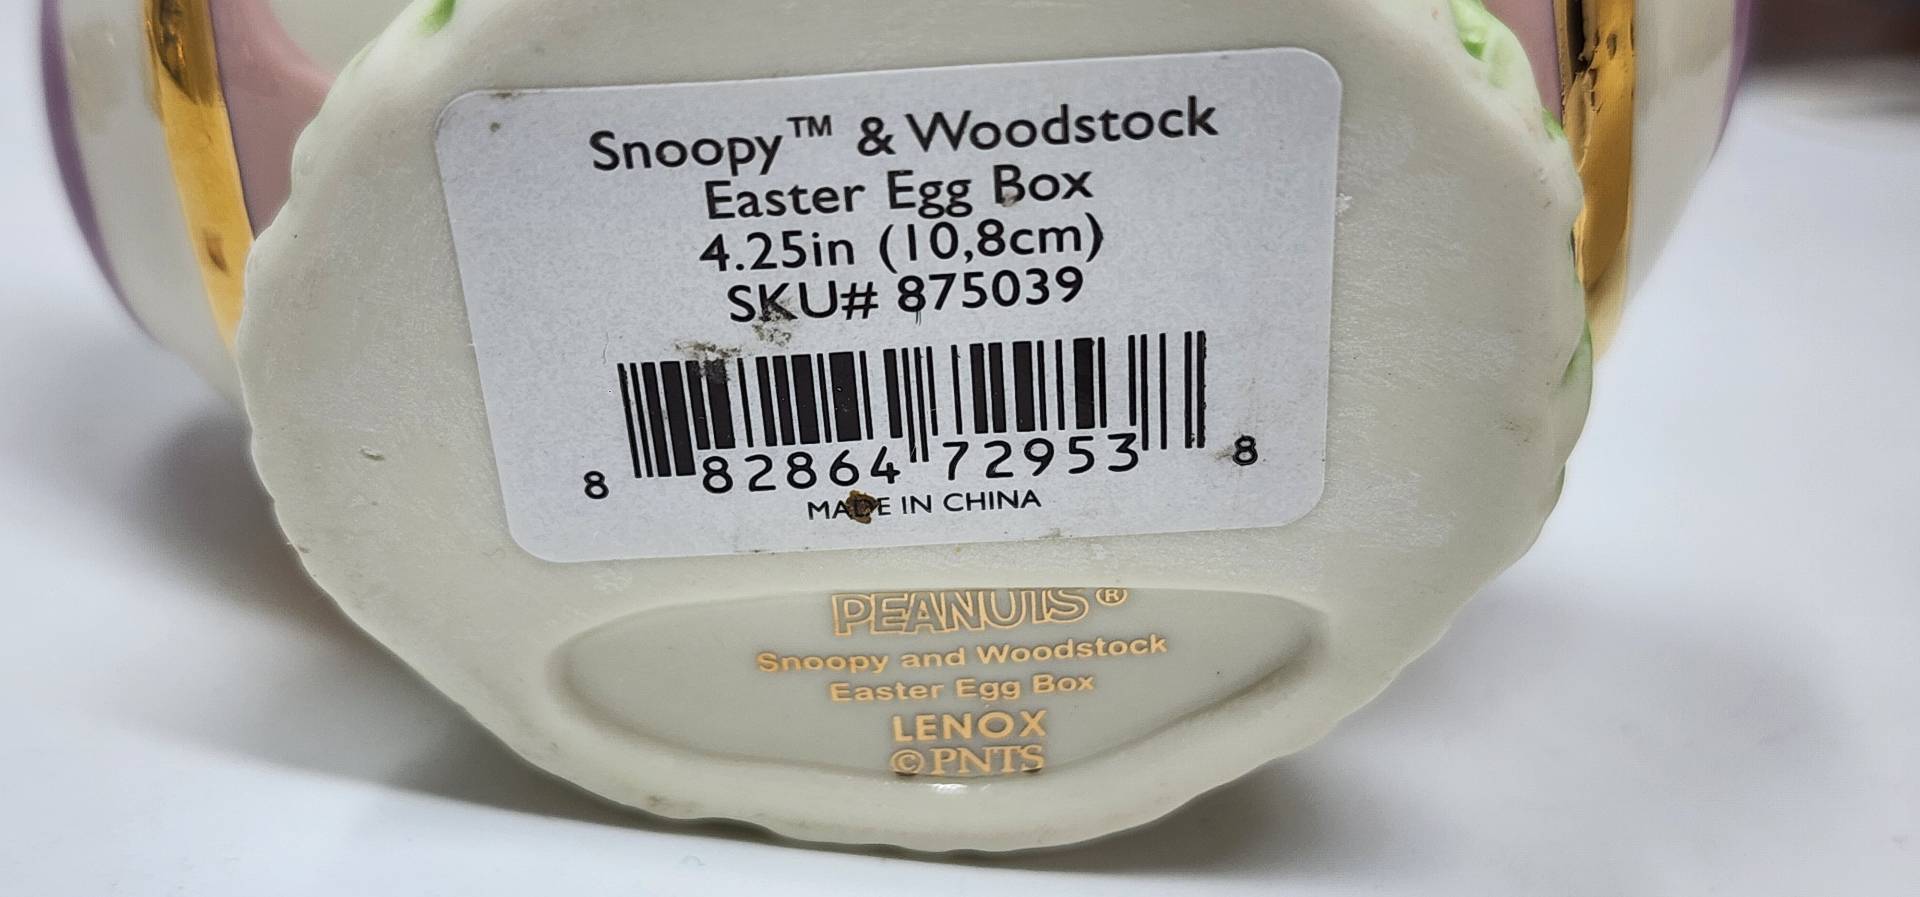 Snoopy™ & Woodstock
Easter Egg Box
4.25in (10,8cm)
SKU# 875039
8 82864 72953 8
MADE IN CHINA
PEANUTS®
Snoopy and Woodstock
Easter Egg Box
LENOX
©PNTS